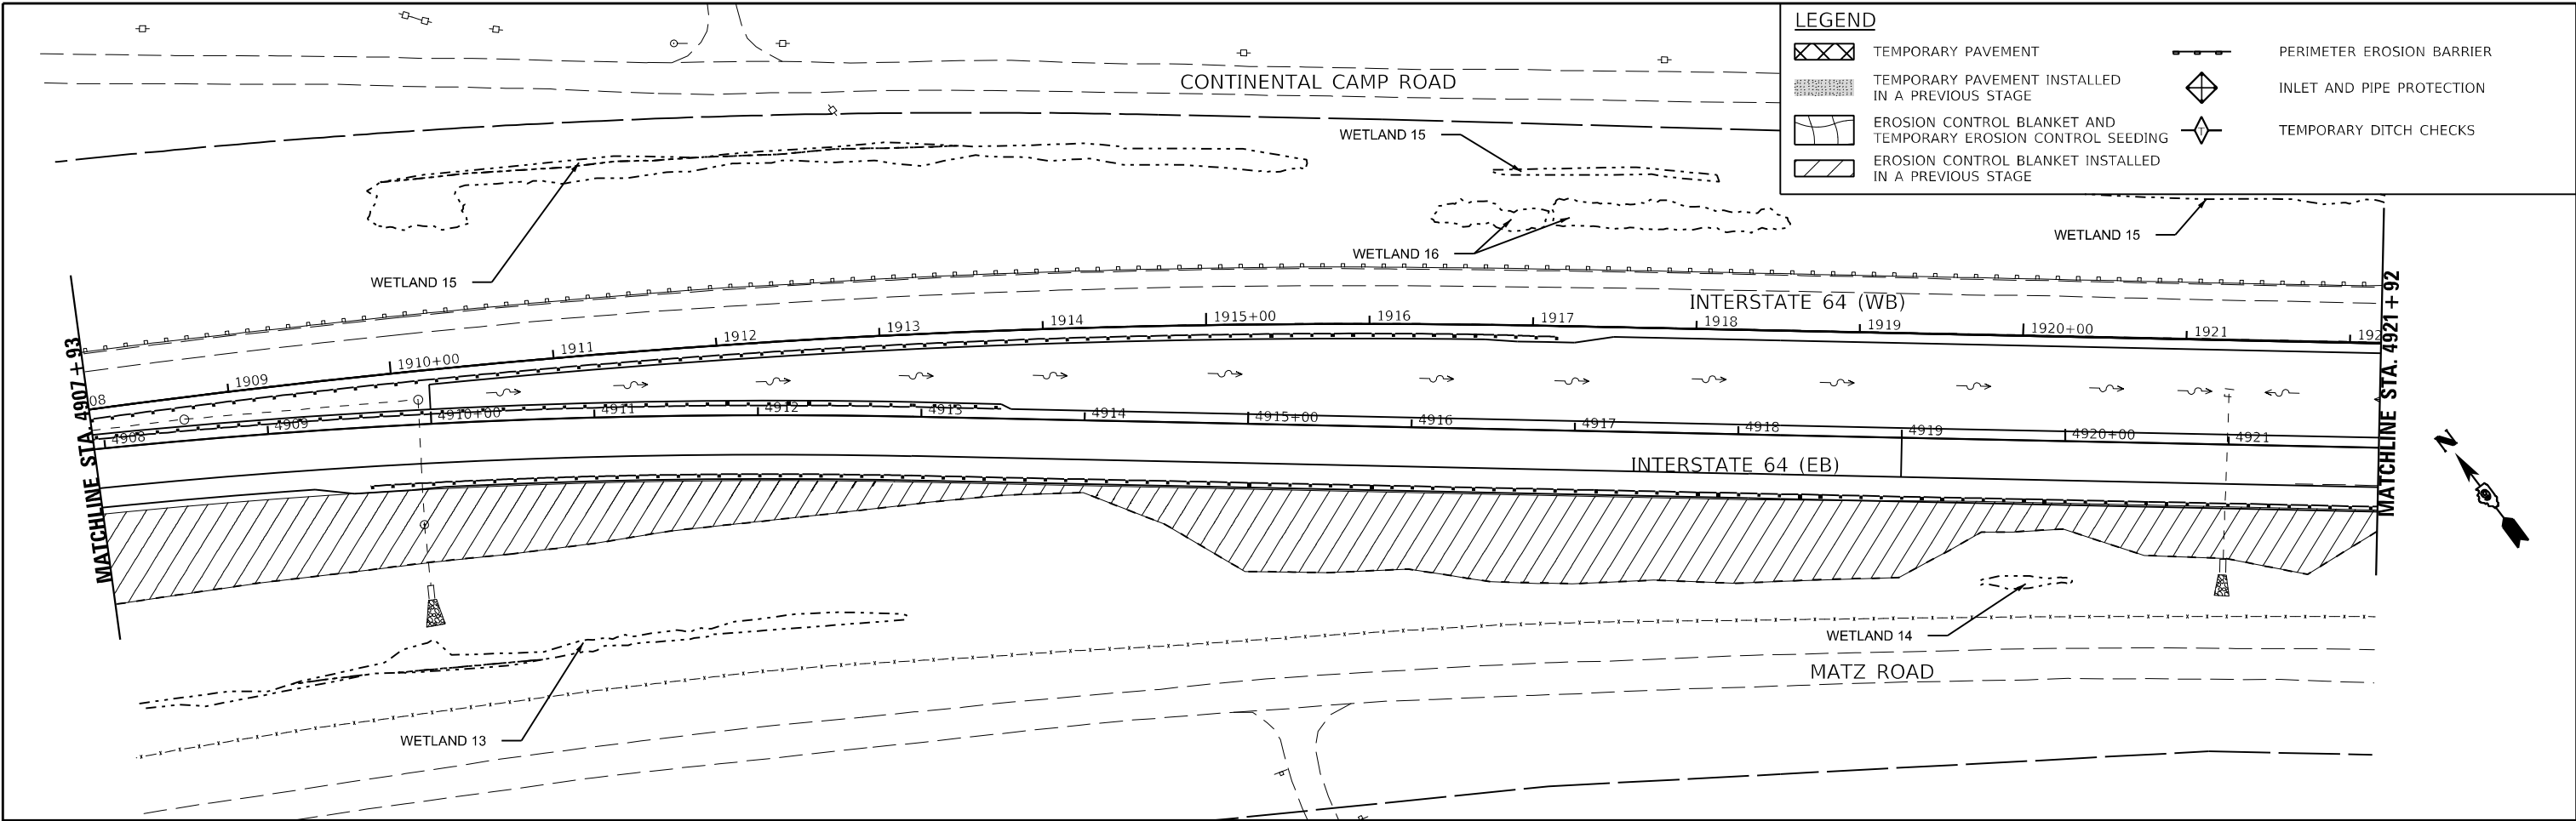 LEGEND
TEMPORARY PAVEMENT
TEMPORARY PAVEMENT INSTALLED
IN A PREVIOUS STAGE
EROSION CONTROL BLANKET AND
TEMPORARY EROSION CONTROL SEEDING
EROSION CONTROL BLANKET INSTALLED
IN A PREVIOUS STAGE
PERIMETER EROSION BARRIER
INLET AND PIPE PROTECTION
T
TEMPORARY DITCH CHECKS
CONTINENTAL CAMP ROAD
WETLAND 15
WETLAND 15
WETLAND 16
WETLAND 15
INTERSTATE 64 (WB)
08
1909
1910+00
1911
1912
1913
1914
1915+00
1916
1917
1918
1919
1920+00
1921
192
4908
4909
4910+00
4911
4912
4913
4914
4915+00
4916
4917
4918
4919
4920+00
4921
INTERSTATE 64 (EB)
MATCHLINE STA. 4907+93
MATCHLINE STA. 4921+92
N
WETLAND 14
MATZ ROAD
WETLAND 13